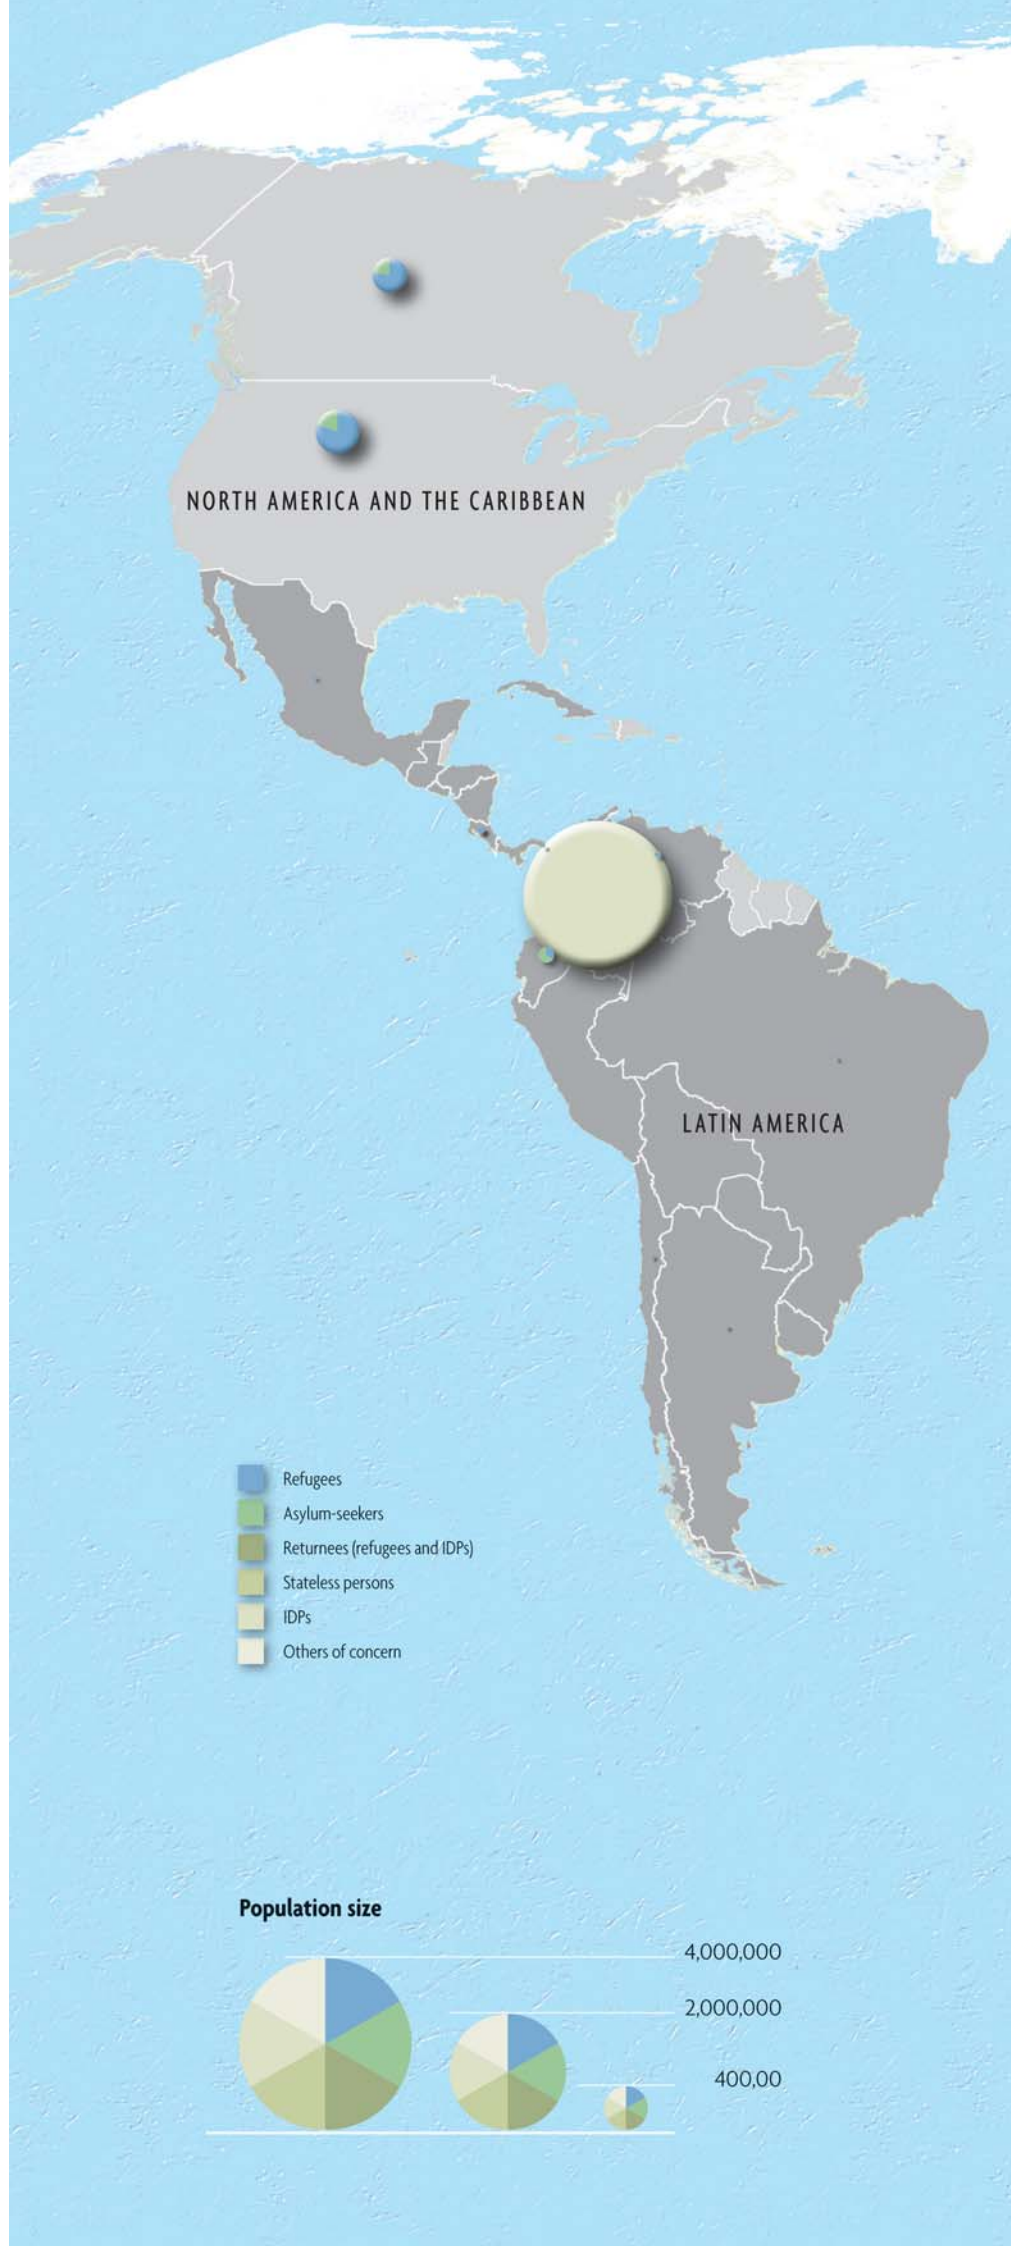 NORTH AMERICA AND THE CARIBBEAN
LATIN AMERICA
Refugees
Asylum-seekers
Returnees (refugees and IDPs)
Stateless persons
IDPs
Others of concern
Population size
4,000,000
2,000,000
400,00